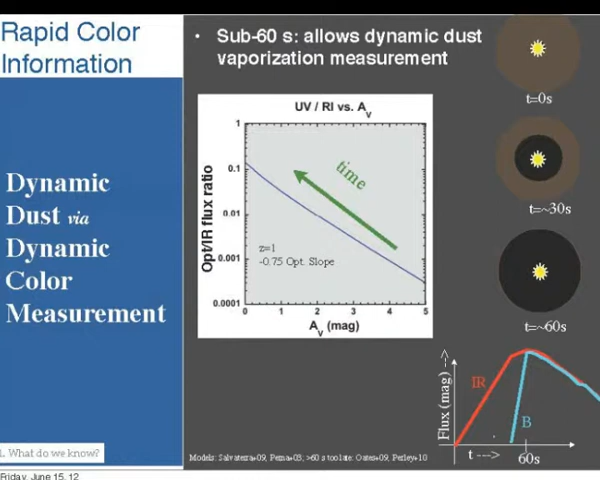 Rapid Color
Information
• Sub-60 s: allows dynamic dust
vaporization measurement
Dynamic
Dust via
Dynamic
Color
Measurement
UV / RI vs. Av
Opt/IR flux ratio
1
0.1
0.01
0.001
0.0001
time
z=1
-0.75 Opt. Slope
0 1 2 3 4 5
Av (mag)
t=0s
t=~30s
t=~60s
Flux (mag) -->
IR
B
t --->
60s
. What do we know?
Models: Salvaterra+09, Perna+03; >60 s too late: Oates+09, Perley+10
Friday, June 15, 12